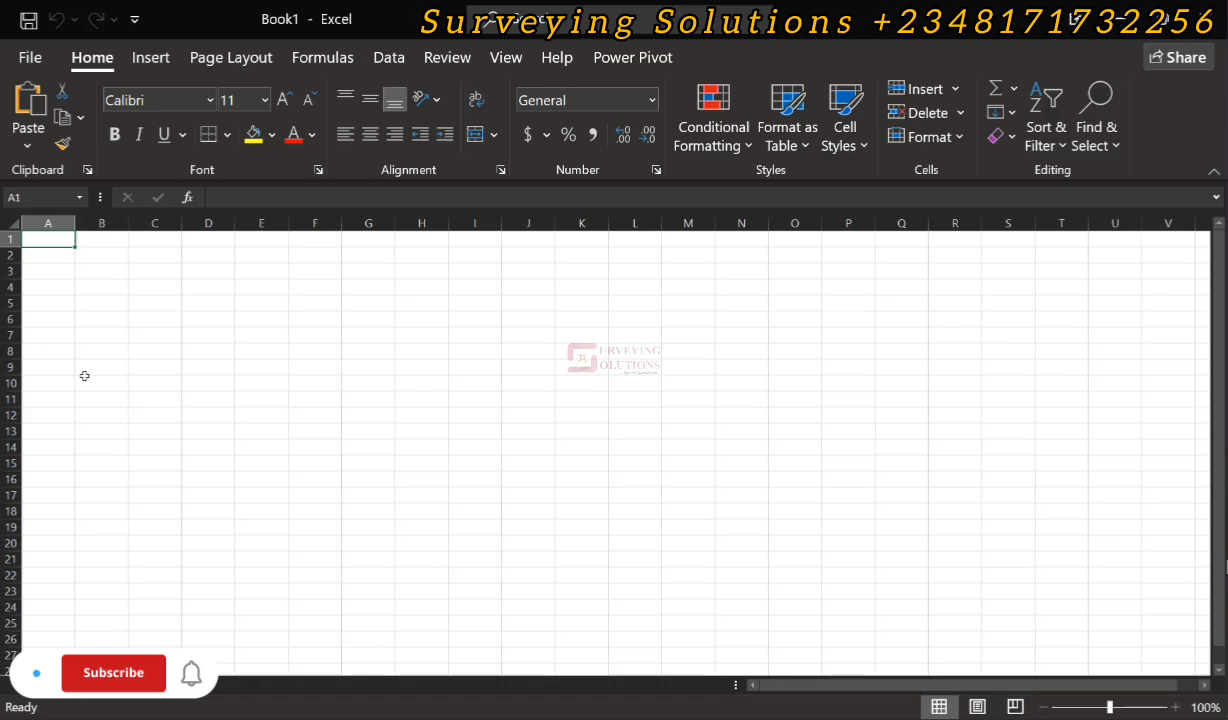 Book1 - Excel
Surveying Solutions +2348171732256
File Home Insert Page Layout Formulas Data Review View Help Power Pivot Share
Calibri 11 General
Insert
Delete
Format
Paste
Conditional Formatting
Format as Table
Cell Styles
Sort & Filter
Find & Select
Clipboard Font Alignment Number Styles Cells Editing
A1 fx
A B C D E F G H I J K L M N O P Q R S T U V
1
2
3
4
5
6
7
8
9
10
11
12
13
14
15
16
17
18
19
20
21
22
23
24
25
26
27
SURVEYING
SOLUTIONS
Subscribe
Ready 100%